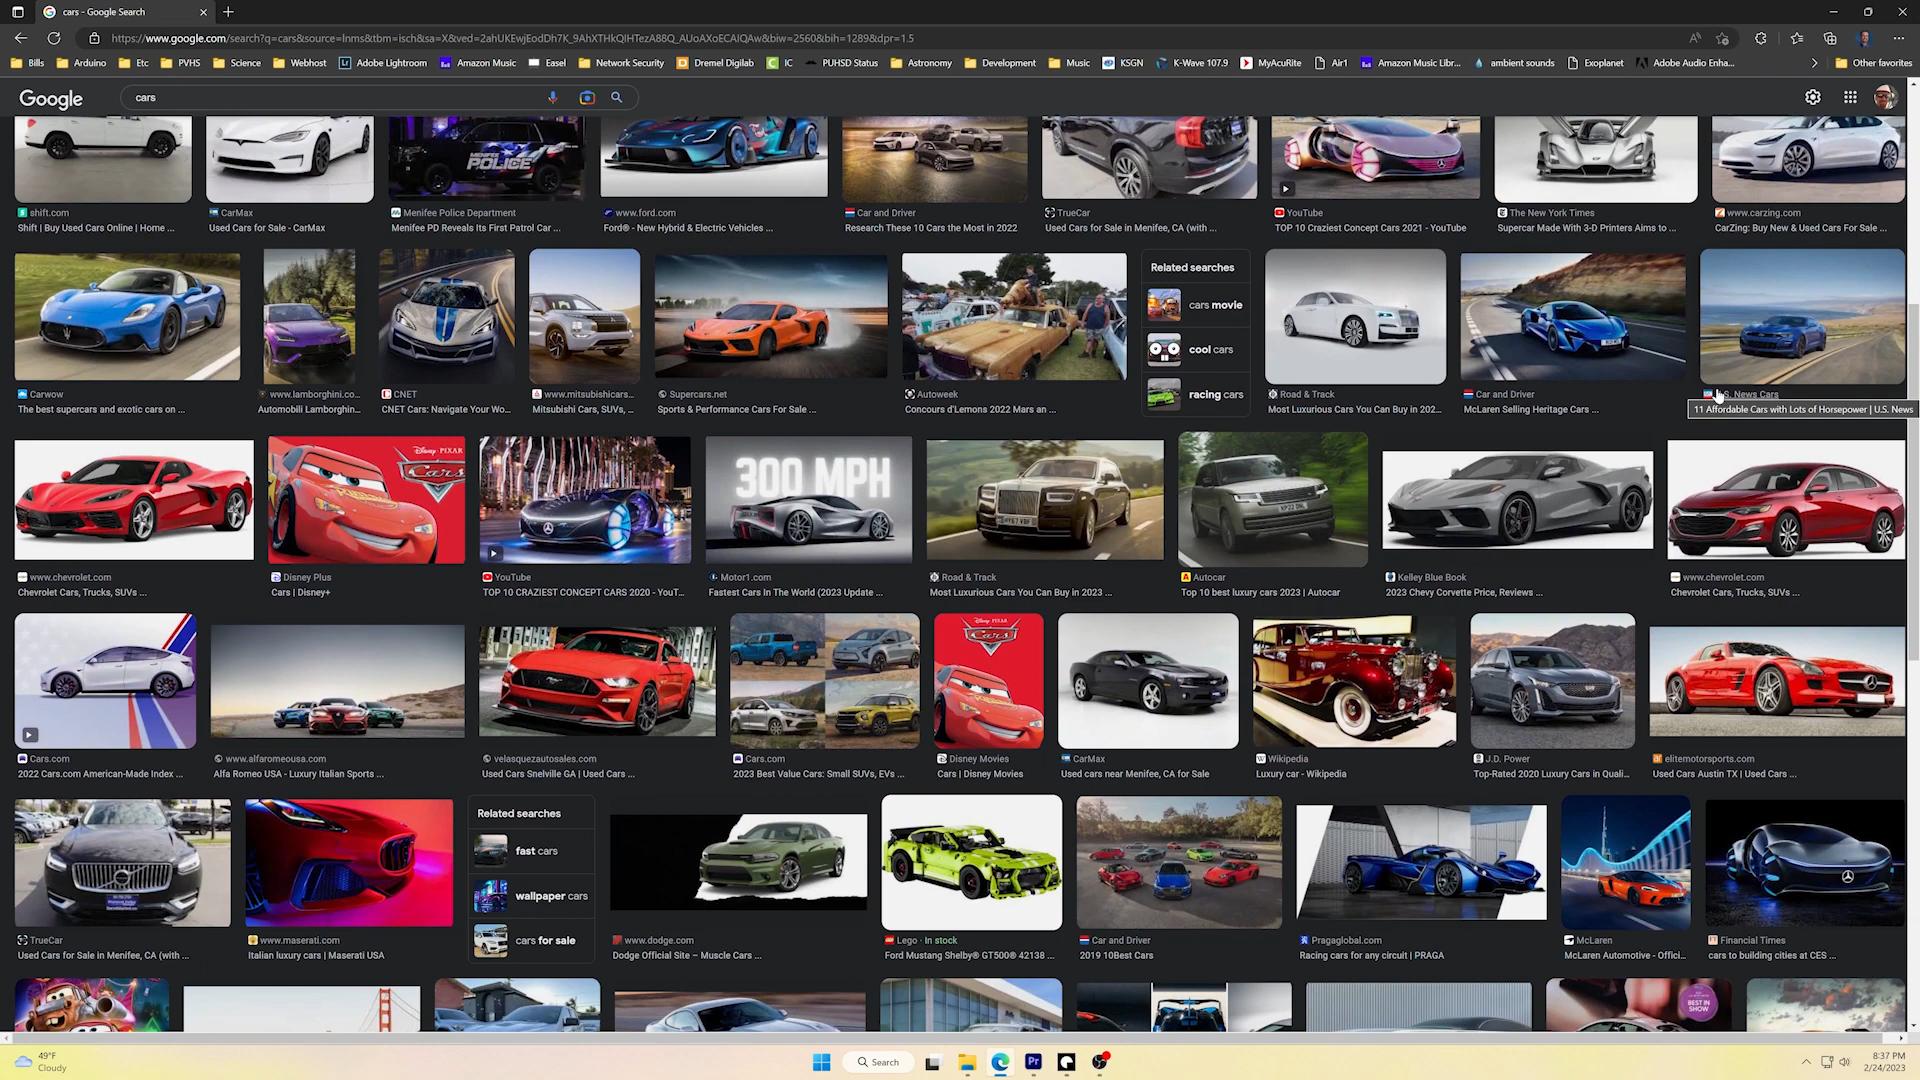 cars - Google Search
https://www.google.com/search?q=cars&source=lnms&tbm=isch&sa=X&ved=2ahUKEwjEodDh7K_9AhXTHkQIHTezA88Q_AUoAXoECAIQAw&biw=2560&bih=1289&dpr=1.5
Bills Arduino Etc PVHS Science Webhost Adobe Lightroom Amazon Music Easel Network Security Dremel Digilab IC PUHSD Status Astronomy Development Music KSGN K-Wave 107.9 MyAcuRite Air1 Amazon Music Libr... ambient sounds Exoplanet Adobe Audio Enha... Other favorites
Google cars
POLICE
shift.com CarMax Menifee Police Department www.ford.com Car and Driver TrueCar YouTube The New York Times www.carzing.com
Shift | Buy Used Cars Online | Home ... Used Cars for Sale - CarMax Menifee PD Reveals Its First Patrol Car ... Ford® - New Hybrid & Electric Vehicles ... Research These 10 Cars the Most in 2022 Used Cars for Sale in Menifee, CA (with ... TOP 10 Craziest Concept Cars 2021 - YouTube Supercar Made With 3-D Printers Aims to ... CarZing: Buy New & Used Cars For Sale ...
Related searches
cars movie
cool cars
racing cars
Carwow www.lamborghini.co... CNET www.mitsubishicars... Supercars.net Autoweek Road & Track Car and Driver U.S. News Cars
The best supercars and exotic cars on ... Automobili Lamborghin... CNET Cars: Navigate Your Wo... Mitsubishi Cars, SUVs, ... Sports & Performance Cars For Sale ... Concours d'Lemons 2022 Mars an ... Most Luxurious Cars You Can Buy in 202... McLaren Selling Heritage Cars ...
11 Affordable Cars with Lots of Horsepower | U.S. News
Disney PIXAR
Cars
300 MPH
www.chevrolet.com Disney Plus YouTube Motor1.com Road & Track Autocar Kelley Blue Book www.chevrolet.com
Chevrolet Cars, Trucks, SUVs ... Cars | Disney+ TOP 10 CRAZIEST CONCEPT CARS 2020 - YouT... Fastest Cars In The World (2023 Update ... Most Luxurious Cars You Can Buy in 2023 ... Top 10 best luxury cars 2023 | Autocar 2023 Chevy Corvette Price, Reviews ... Chevrolet Cars, Trucks, SUVs ...
Disney PIXAR
Cars
Cars.com www.alfaromeousa.com velasquezautosales.com Cars.com Disney Movies CarMax Wikipedia J.D. Power elitemotorsports.com
2022 Cars.com American-Made Index ... Alfa Romeo USA - Luxury Italian Sports ... Used Cars Snelville GA | Used Cars ... 2023 Best Value Cars: Small SUVs, EVs ... Cars | Disney Movies Used cars near Menifee, CA for Sale Luxury car - Wikipedia Top-Rated 2020 Luxury Cars in Quali... Used Cars Austin TX | Used Cars ...
Related searches
fast cars
wallpaper cars
cars for sale
TrueCar www.maserati.com www.dodge.com Lego · In stock Car and Driver Pragaglobal.com McLaren Financial Times
Used Cars for Sale in Menifee, CA (with ... Italian luxury cars | Maserati USA Dodge Official Site – Muscle Cars ... Ford Mustang Shelby® GT500® 42138 ... 2019 10Best Cars Racing cars for any circuit | PRAGA McLaren Automotive - Offici... cars to building cities at CES ...
BEST IN
SHOW
49°F
Cloudy
Search
Pr
8:37 PM
2/24/2023